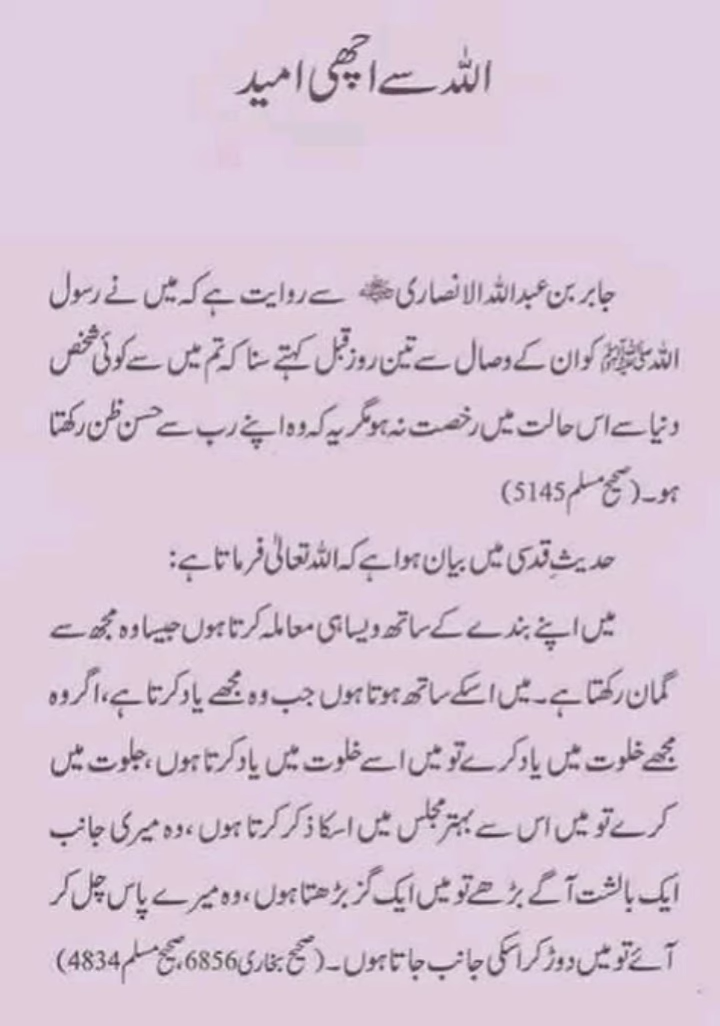 اللہ سے اچھی امید
جابر بن عبداللہ الانصاریؓ سے روایت ہے کہ میں نے رسول
اللہ ﷺ کو ان کے وصال سے تین روز قبل کہتے سنا کہ تم میں سے کوئی شخص
دنیا سے اس حالت میں رخصت نہ ہو مگر یہ کہ وہ اپنے رب سے حسن ظن رکھتا
ہو۔ (صحیح مسلم 5145)
حدیثِ قدسی میں بیان ہوا ہے کہ اللہ تعالیٰ فرماتا ہے:
میں اپنے بندے کے ساتھ ویسا ہی معاملہ کرتا ہوں جیسا وہ مجھ سے
گمان رکھتا ہے۔ میں اسکے ساتھ ہوتا ہوں جب وہ مجھے یاد کرتا ہے، اگر وہ
مجھے خلوت میں یاد کرے تو میں اسے خلوت میں یاد کرتا ہوں، جلوت میں
کرے تو میں اس سے بہتر مجلس میں اسکا ذکر کرتا ہوں، وہ میری جانب
ایک بالشت آگے بڑھے تو میں ایک گز بڑھتا ہوں، وہ میرے پاس چل کر
آئے تو میں دوڑ کر اسکی جانب جاتا ہوں۔ (صحیح بخاری 6856، صحیح مسلم 4834)